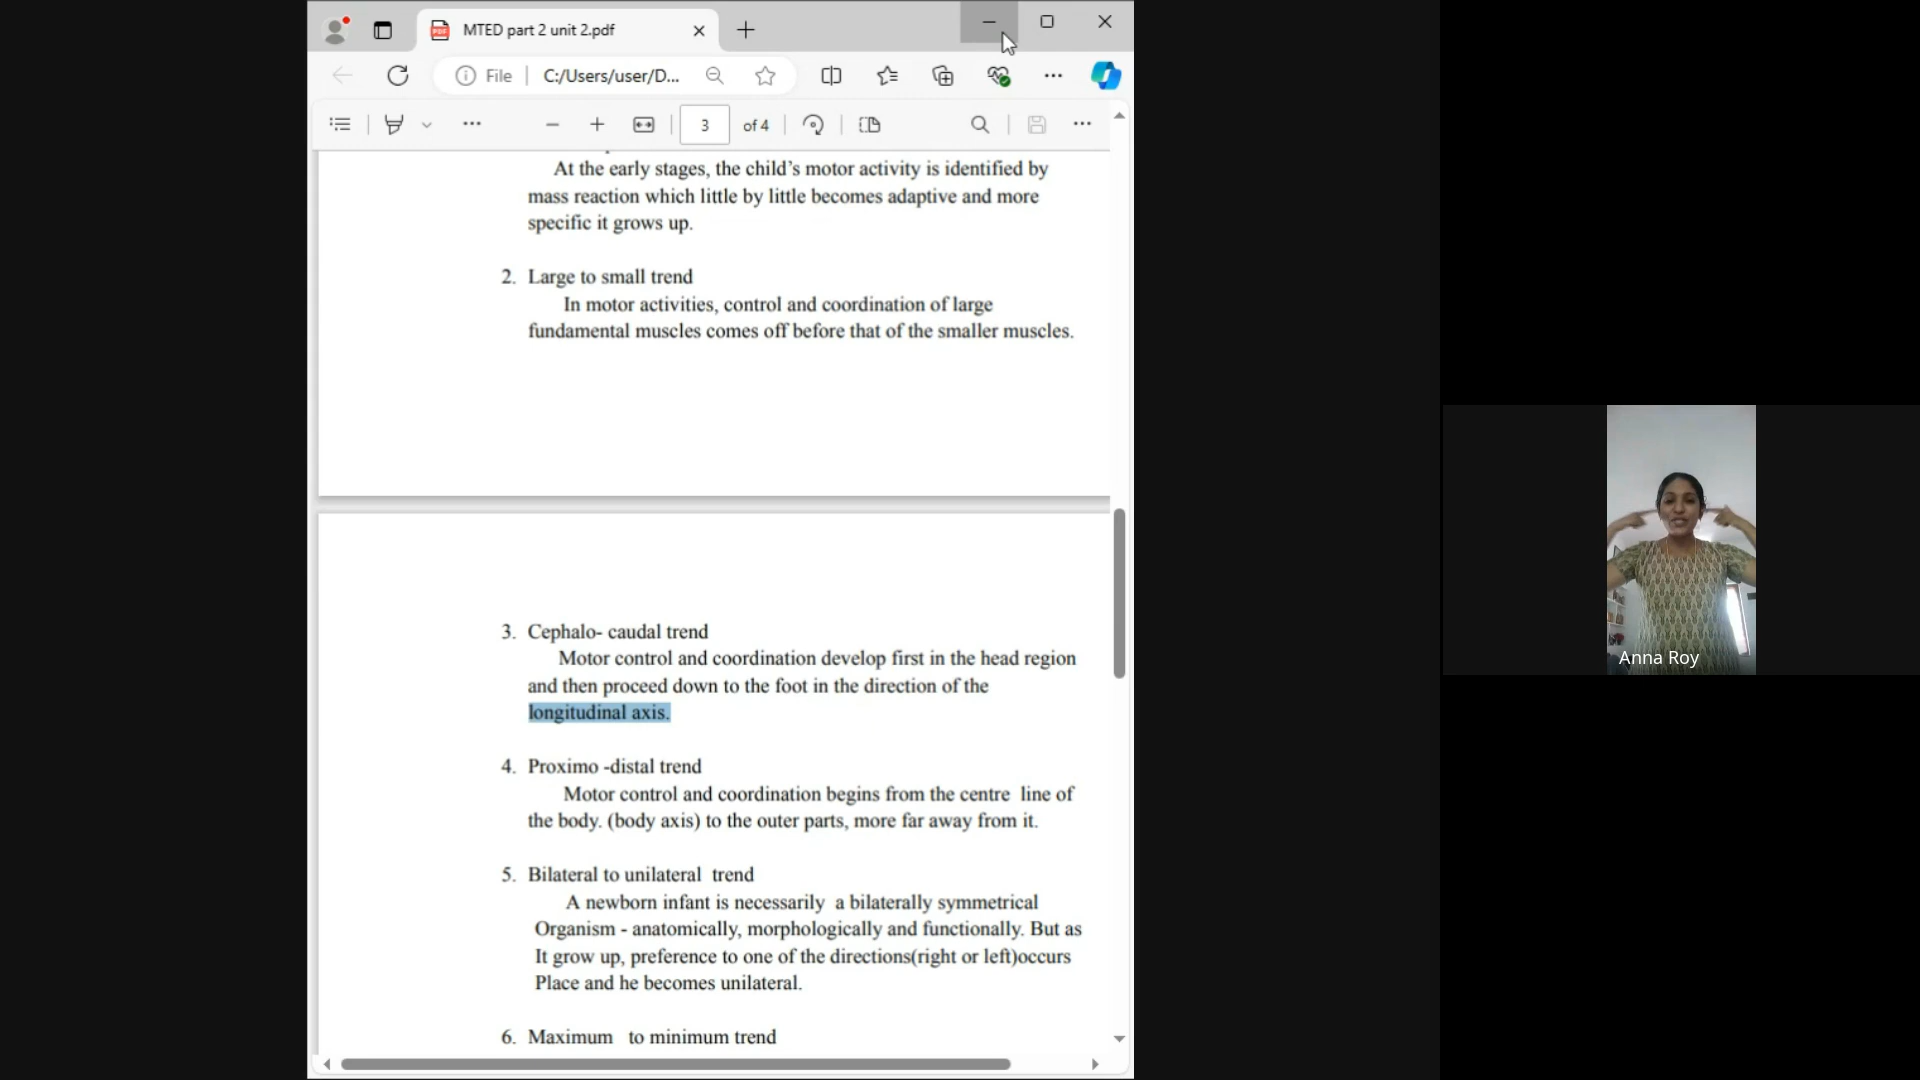 MTED part 2 unit 2.pdf
File
C:/Users/user/D...
3 of 4
At the early stages, the child’s motor activity is identified by
mass reaction which little by little becomes adaptive and more
specific it grows up.
2. Large to small trend
In motor activities, control and coordination of large
fundamental muscles comes off before that of the smaller muscles.
3. Cephalo- caudal trend
Motor control and coordination develop first in the head region
and then proceed down to the foot in the direction of the
longitudinal axis.
4. Proximo -distal trend
Motor control and coordination begins from the centre line of
the body. (body axis) to the outer parts, more far away from it.
5. Bilateral to unilateral trend
A newborn infant is necessarily a bilaterally symmetrical
Organism - anatomically, morphologically and functionally. But as
It grow up, preference to one of the directions(right or left)occurs
Place and he becomes unilateral.
6. Maximum to minimum trend
Anna Roy